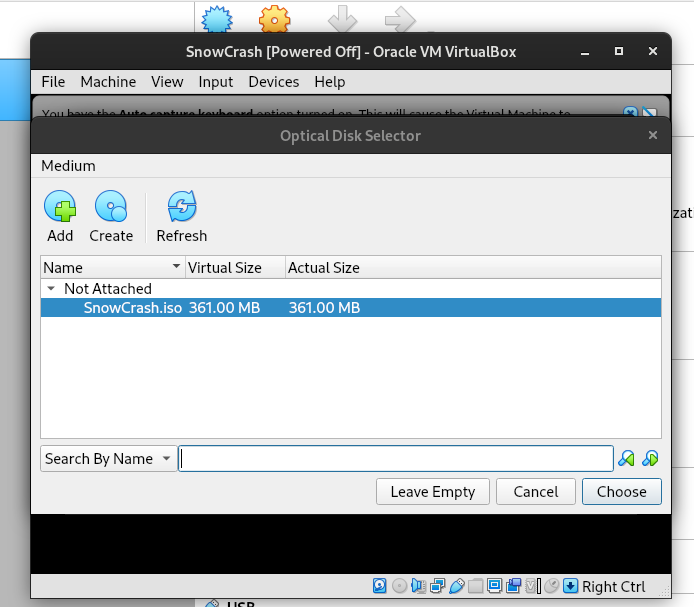 SnowCrash [Powered Off] - Oracle VM VirtualBox
File Machine View Input Devices Help
You have the Auto capture keyboard option turned on. This will cause the Virtual Machine to
Optical Disk Selector
Medium
Add Create Refresh
Name Virtual Size Actual Size
Not Attached
SnowCrash.iso 361.00 MB 361.00 MB
Search By Name
Leave Empty Cancel Choose
Right Ctrl
USB